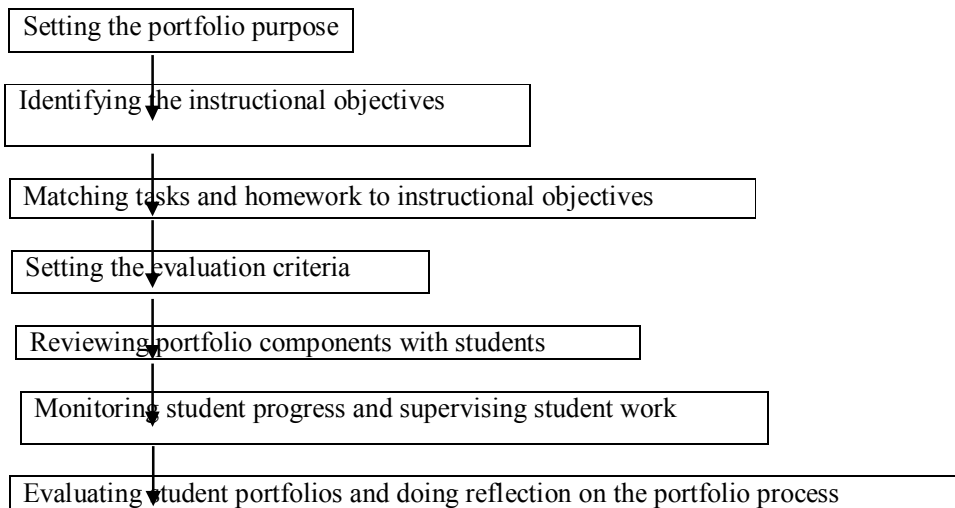 Setting the portfolio purpose
Identifying the instructional objectives
Matching tasks and homework to instructional objectives
Setting the evaluation criteria
Reviewing portfolio components with students
Monitoring student progress and supervising student work
Evaluating student portfolios and doing reflection on the portfolio process